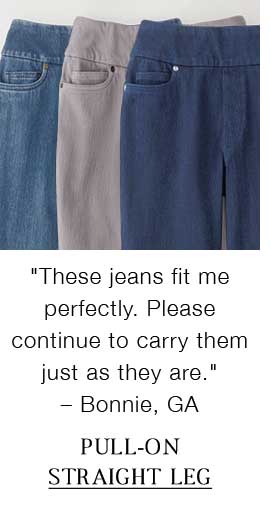 "These jeans fit me
perfectly. Please
continue to carry them
just as they are."
– Bonnie, GA
PULL-ON
STRAIGHT LEG